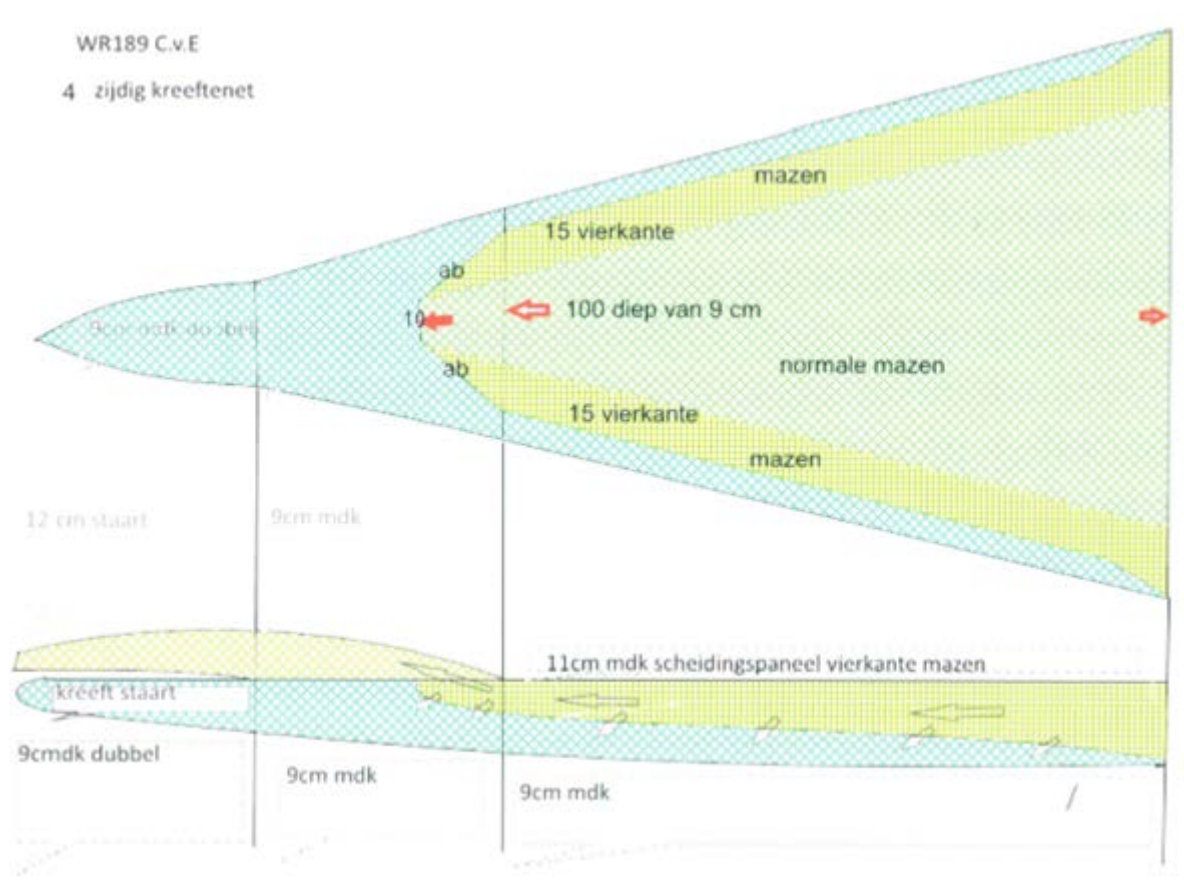 WR189 C.v.E
4 zijdig kreeftenet
mazen
15 vierkante
ab
10
100 diep van 9 cm
ab
normale mazen
15 vierkante
mazen
12 cm staart
9cm mdk
11cm mdk scheidingspaneel vierkante mazen
kreeft staart
9cmdk dubbel
9cm mdk
9cm mdk